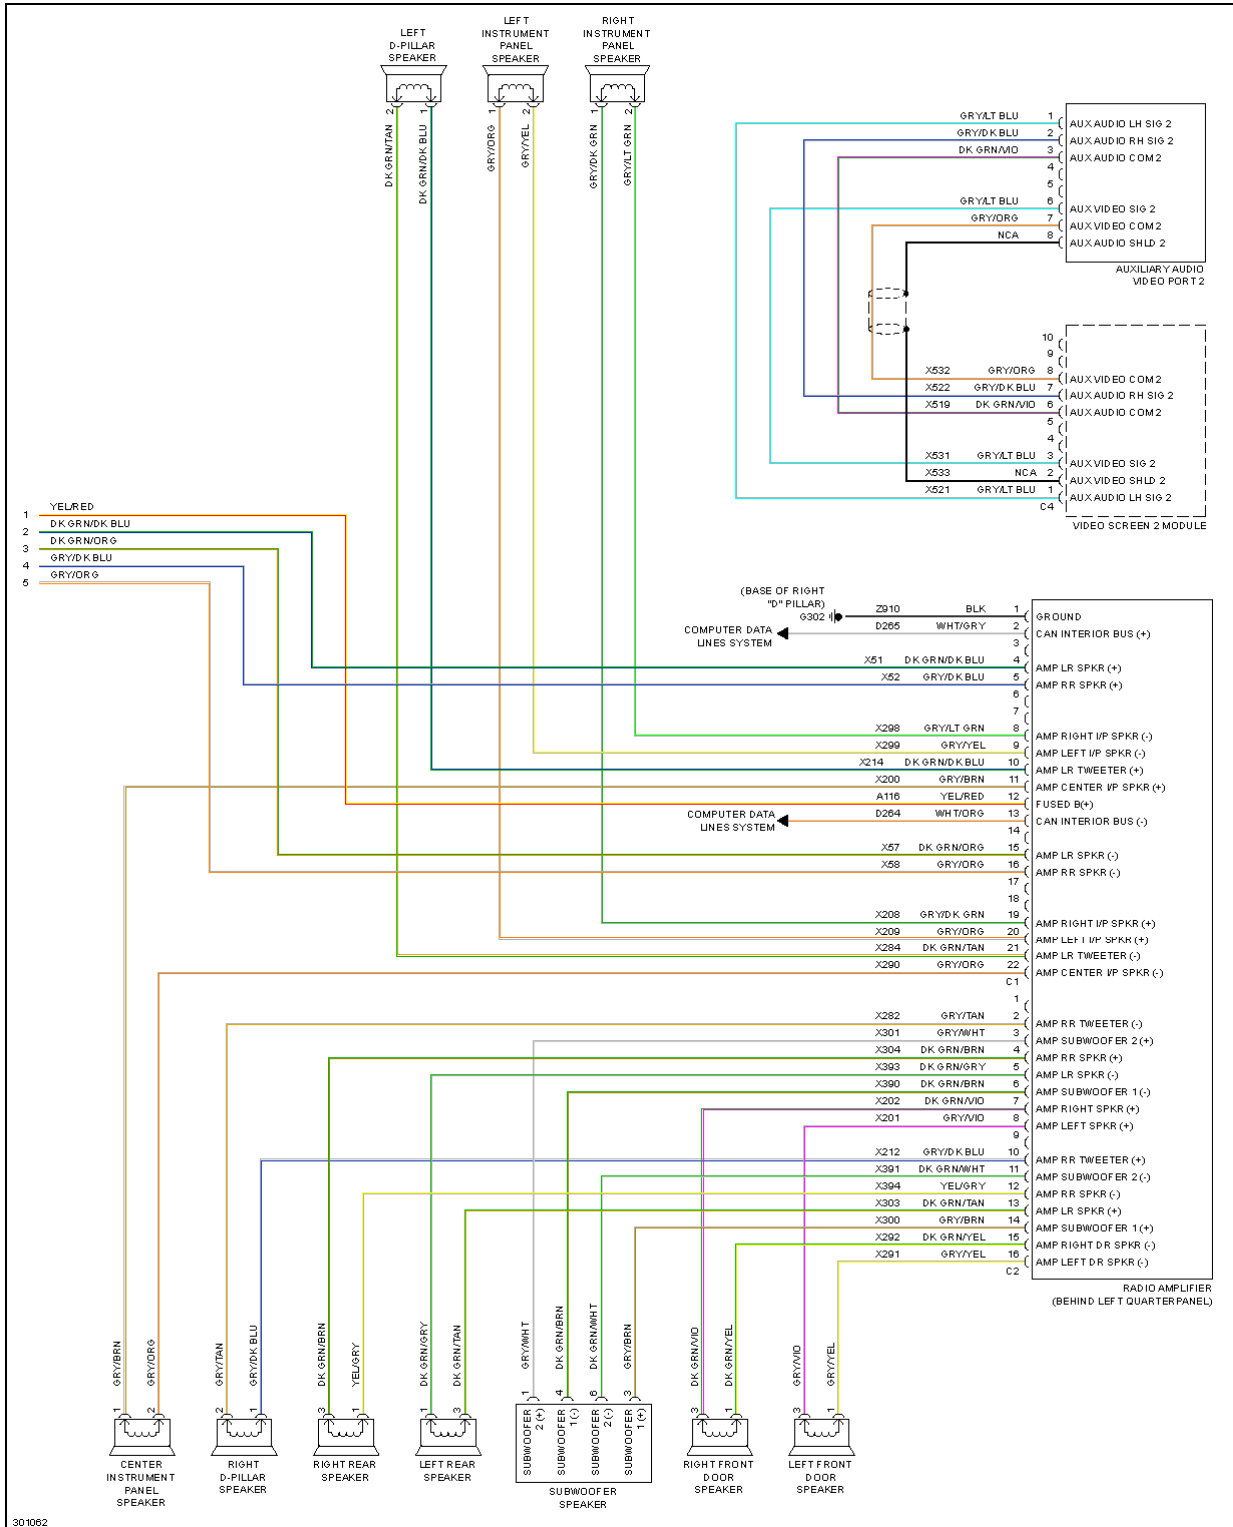 LEFT
D-PILLAR
SPEAKER
LEFT
INSTRUMENT
PANEL
SPEAKER
RIGHT
INSTRUMENT
PANEL
SPEAKER
2 1 1 2 1 2
DK GRN/TAN
DK GRN/DK BLU
GRY/ORG
GRY/YEL
GRY/DK GRN
GRY/LT GRN
GRY/LT BLU 1 AUX AUDIO LH SIG 2
GRY/DK BLU 2 AUX AUDIO RH SIG 2
DK GRN/VIO 3 AUX AUDIO COM 2
4
5
GRY/LT BLU 6 AUX VIDEO SIG 2
GRY/ORG 7 AUX VIDEO COM 2
NCA 8 AUX AUDIO SHLD 2
AUXILIARY AUDIO
VIDEO PORT 2
10
9
X532 GRY/ORG 8 AUX VIDEO COM 2
X522 GRY/DK BLU 7 AUX AUDIO RH SIG 2
X519 DK GRN/VIO 6 AUX AUDIO COM 2
5
4
X531 GRY/LT BLU 3 AUX VIDEO SIG 2
X533 NCA 2 AUX VIDEO SHLD 2
X521 GRY/LT BLU 1 AUX AUDIO LH SIG 2
C4
VIDEO SCREEN 2 MODULE
1 YEL/RED
2 DK GRN/DK BLU
3 DK GRN/ORG
4 GRY/DK BLU
5 GRY/ORG
(BASE OF RIGHT
"D" PILLAR)
G302
Z910 BLK 1 GROUND
COMPUTER DATA
LINES SYSTEM
D265 WHT/GRY 2 CAN INTERIOR BUS (+)
3
X51 DK GRN/DK BLU 4 AMP LR SPKR (+)
X52 GRY/DK BLU 5 AMP RR SPKR (+)
6
7
X298 GRY/LT GRN 8 AMP RIGHT I/P SPKR (-)
X299 GRY/YEL 9 AMP LEFT I/P SPKR (-)
X214 DK GRN/DK BLU 10 AMP LR TWEETER (+)
X200 GRY/BRN 11 AMP CENTER I/P SPKR (+)
A116 YEL/RED 12 FUSED B(+)
COMPUTER DATA
LINES SYSTEM
D264 WHT/ORG 13 CAN INTERIOR BUS (-)
14
X57 DK GRN/ORG 15 AMP LR SPKR (-)
X58 GRY/ORG 16 AMP RR SPKR (-)
17
18
X208 GRY/DK GRN 19 AMP RIGHT I/P SPKR (+)
X209 GRY/ORG 20 AMP LEFT I/P SPKR (+)
X284 DK GRN/TAN 21 AMP LR TWEETER (-)
X290 GRY/ORG 22 AMP CENTER I/P SPKR (-)
C1
1
X282 GRY/TAN 2 AMP RR TWEETER (-)
X301 GRY/WHT 3 AMP SUBWOOFER 2 (+)
X304 DK GRN/BRN 4 AMP RR SPKR (+)
X393 DK GRN/GRY 5 AMP LR SPKR (-)
X390 DK GRN/BRN 6 AMP SUBWOOFER 1 (-)
X202 DK GRN/VIO 7 AMP RIGHT SPKR (+)
X201 GRY/VIO 8 AMP LEFT SPKR (+)
9
X212 GRY/DK BLU 10 AMP RR TWEETER (+)
X391 DK GRN/WHT 11 AMP SUBWOOFER 2 (-)
X394 YEL/GRY 12 AMP RR SPKR (-)
X303 DK GRN/TAN 13 AMP LR SPKR (+)
X300 GRY/BRN 14 AMP SUBWOOFER 1 (+)
X292 DK GRN/YEL 15 AMP RIGHT DR SPKR (-)
X291 GRY/YEL 16 AMP LEFT DR SPKR (-)
C2
RADIO AMPLIFIER
(BEHIND LEFT QUARTER PANEL)
GRY/BRN
GRY/ORG
GRY/TAN
GRY/DK BLU
DK GRN/BRN
YEL/GRY
DK GRN/GRY
DK GRN/TAN
GRY/WHT
DK GRN/BRN
DK GRN/WHT
GRY/BRN
DK GRN/VIO
DK GRN/YEL
GRY/VIO
GRY/YEL
1 2 2 1 3 1 1 3 1 4 6 3 3 1 3 1
SUBWOOFER
2 (+)
SUBWOOFER
1 (-)
SUBWOOFER
2 (-)
SUBWOOFER
1 (+)
CENTER
INSTRUMENT
PANEL
SPEAKER
RIGHT
D-PILLAR
SPEAKER
RIGHT REAR
SPEAKER
LEFT REAR
SPEAKER
SUBWOOFER
SPEAKER
RIGHT FRONT
DOOR
SPEAKER
LEFT FRONT
DOOR
SPEAKER
301062